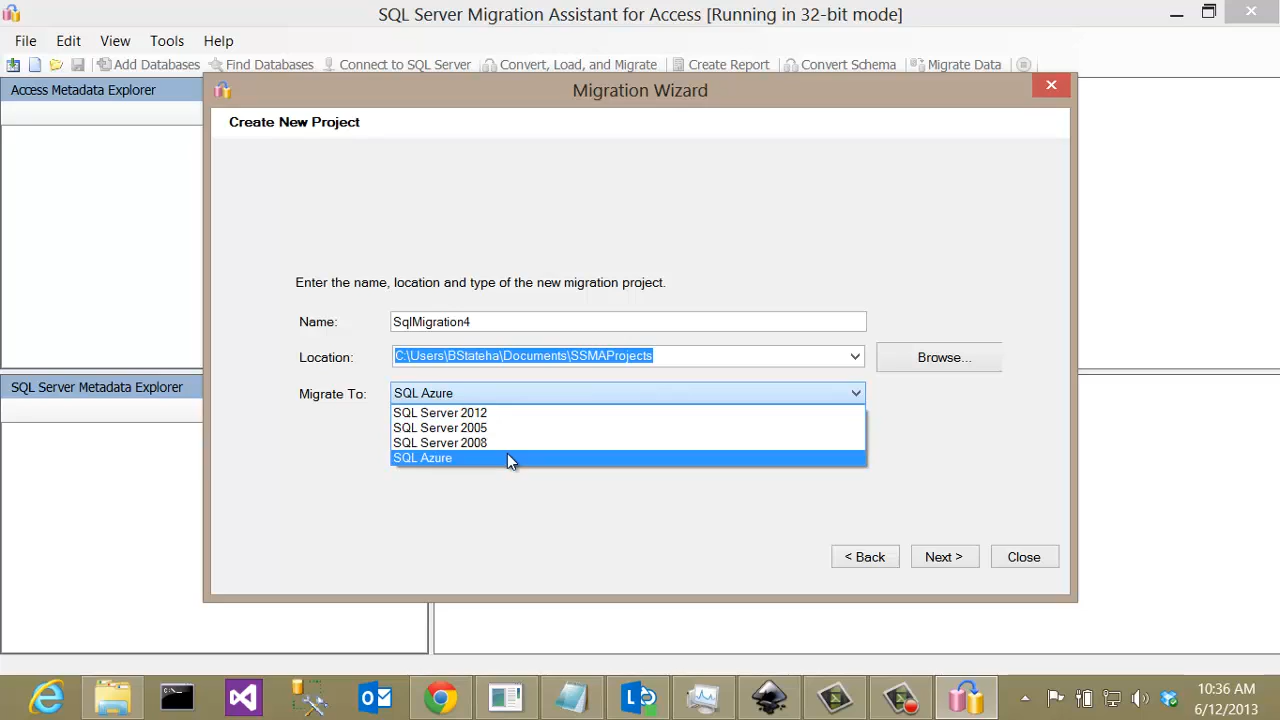 SQL Server Migration Assistant for Access [Running in 32-bit mode]
File Edit View Tools Help
Add Databases Find Databases Connect to SQL Server Convert, Load, and Migrate Create Report Convert Schema Migrate Data
Access Metadata Explorer
Migration Wizard
Create New Project
Enter the name, location and type of the new migration project.
Name: SqlMigration4
Location: C:\Users\BStateha\Documents\SSMAProjects Browse...
SQL Server Metadata Explorer
Migrate To: SQL Azure
SQL Server 2012
SQL Server 2005
SQL Server 2008
SQL Azure
< Back Next > Close
10:36 AM
6/12/2013